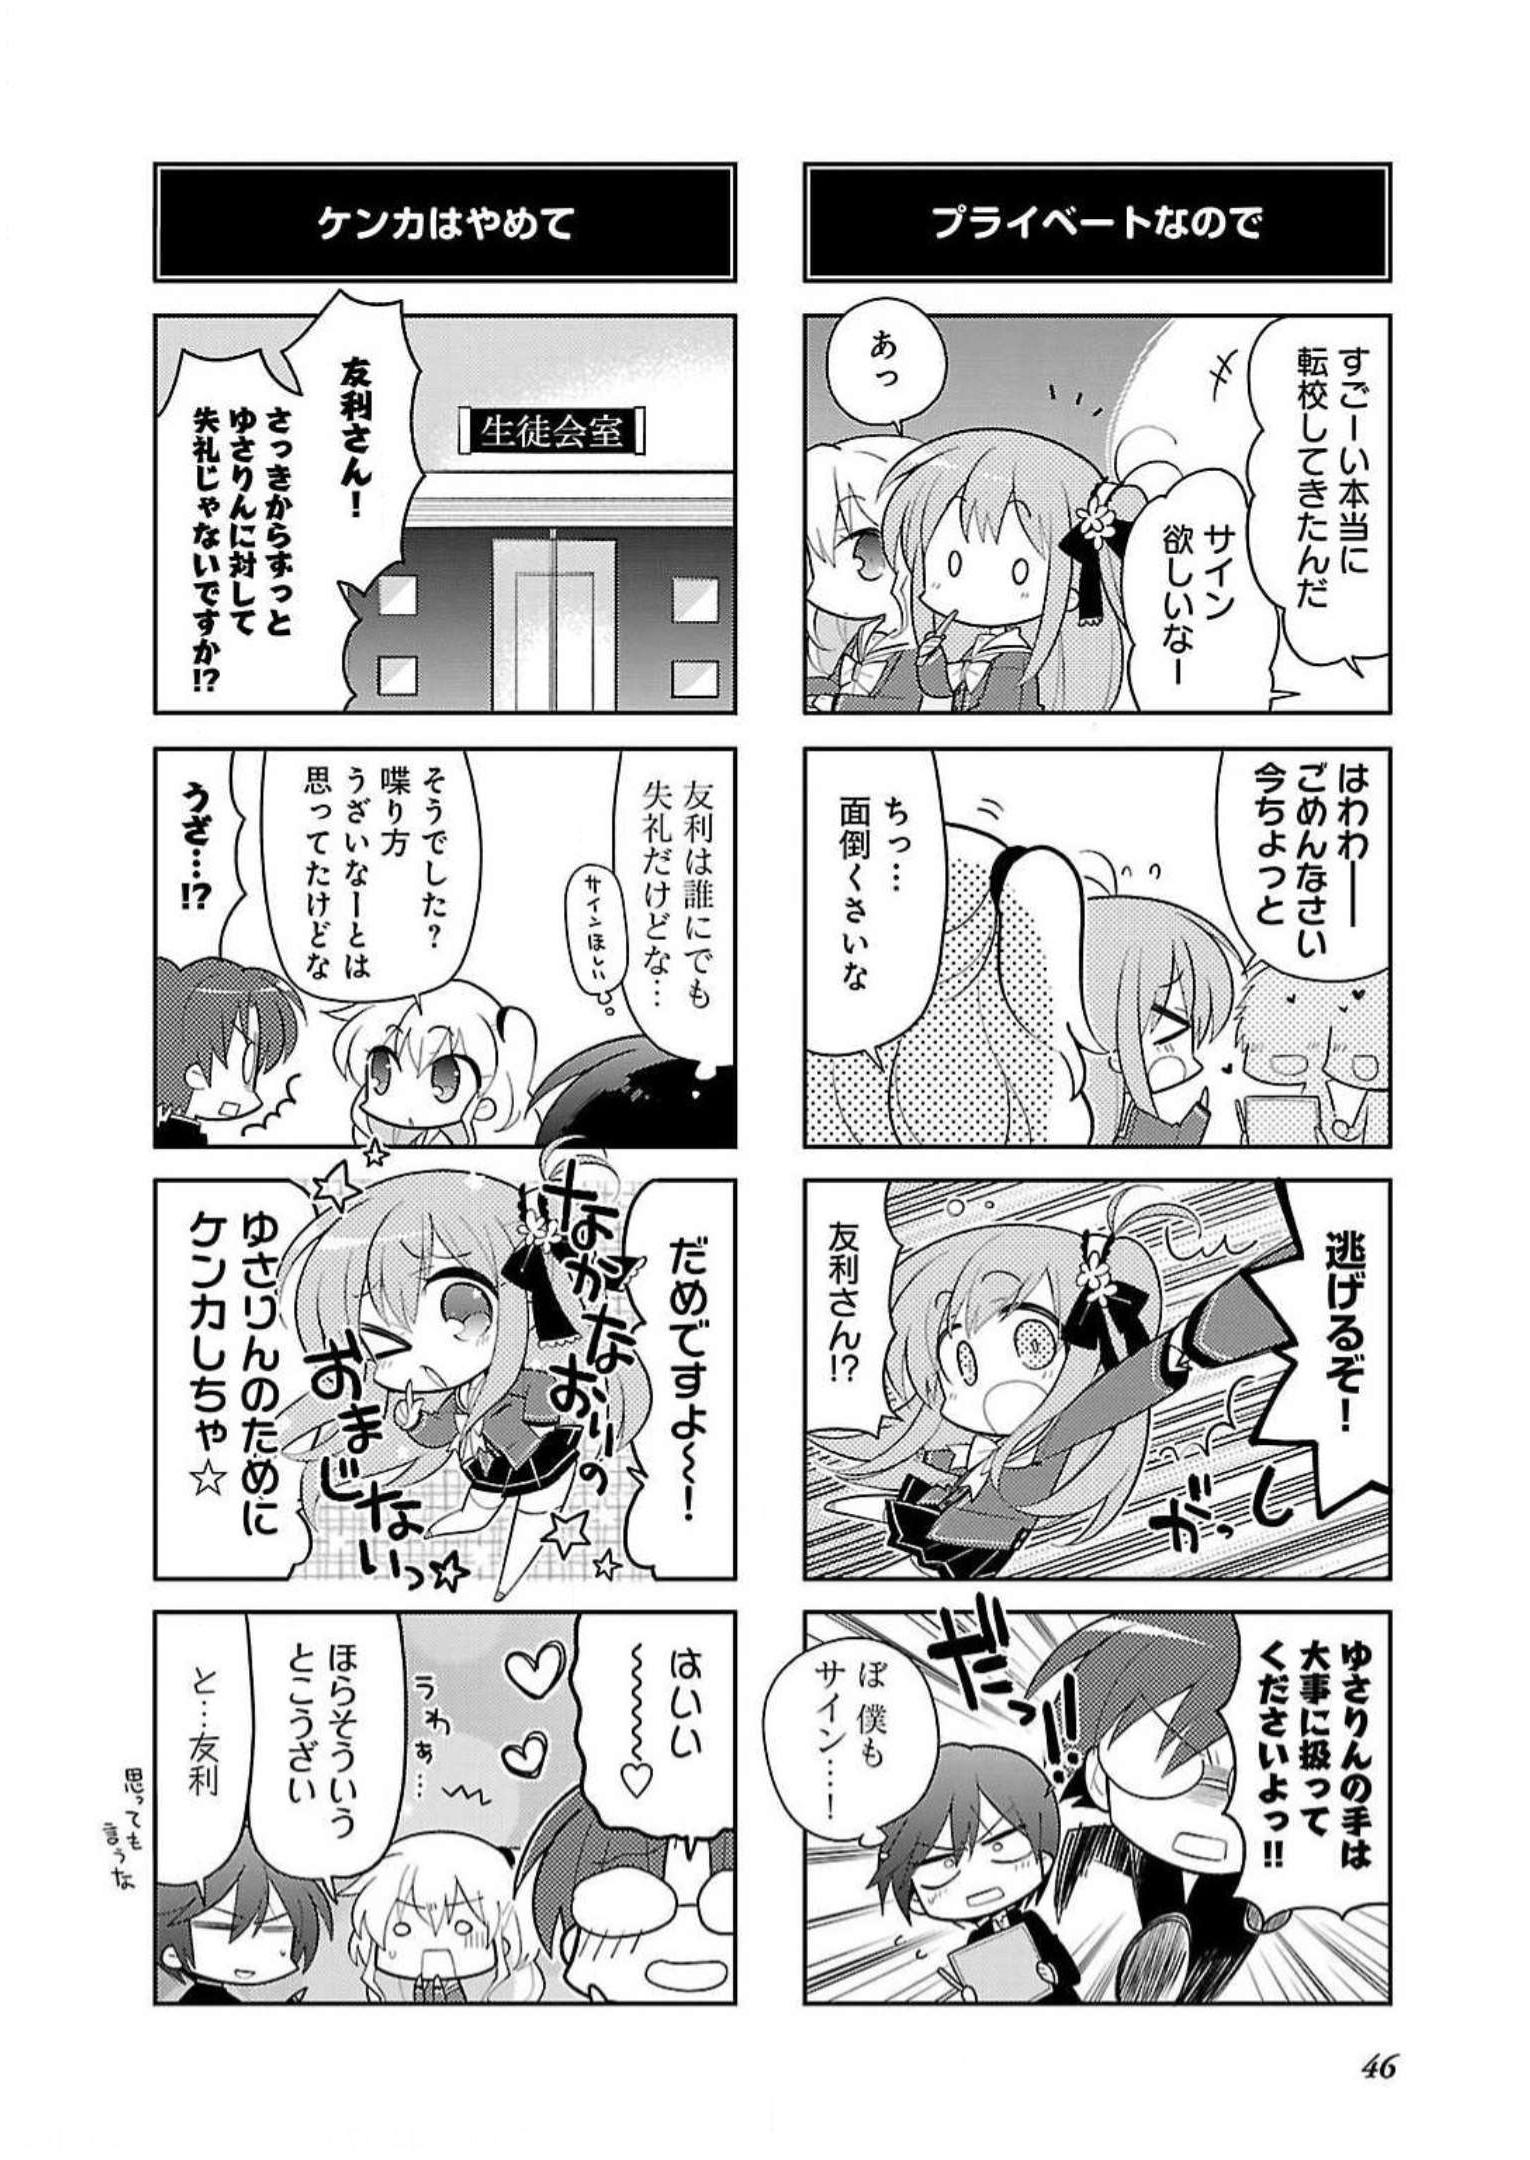 プライベートなので
すごーい本当に
転校してきたんだ
サイン
欲しいなー
あっ
はわわー
ごめんなさい
今ちょっと
ちっ…
面倒くさいな
逃げるぞ！
がっし
友利さん!?
ゆさりんの手は
大事に扱って
くださいよっ!!
だっ!!
ぼ 僕も
サイン…！
ケンカはやめて
友利さん！
さっきからずっと
ゆさりんに対して
失礼じゃないですか!?
生徒会室
友利は誰にでも
失礼だけどな…
サインほしい
そうでした？
喋り方
うざいなーとは
思ってたけどな
うざ…!?
だめですよ〜！
なかなおりの
おまじないっ☆
ゆさりんのために
ケンカしちゃ☆
はいい〜〜〜♡
うわぁ…
ほらそういう
とこうざい
と…友利
思っても
言うな
46